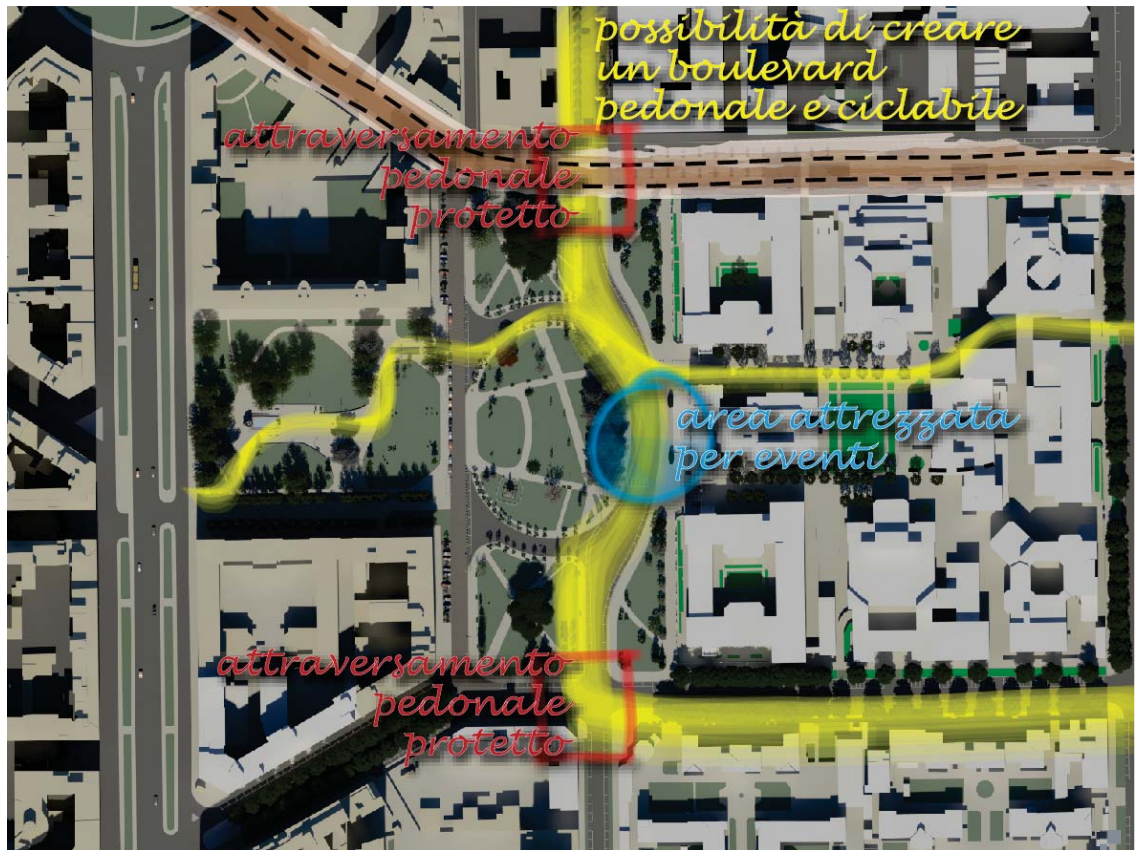 possibilità di creare
un boulevard
pedonale e ciclabile
attraversamento
pedonale
protetto
area attrezzata
per eventi
attraversamento
pedonale
protetto